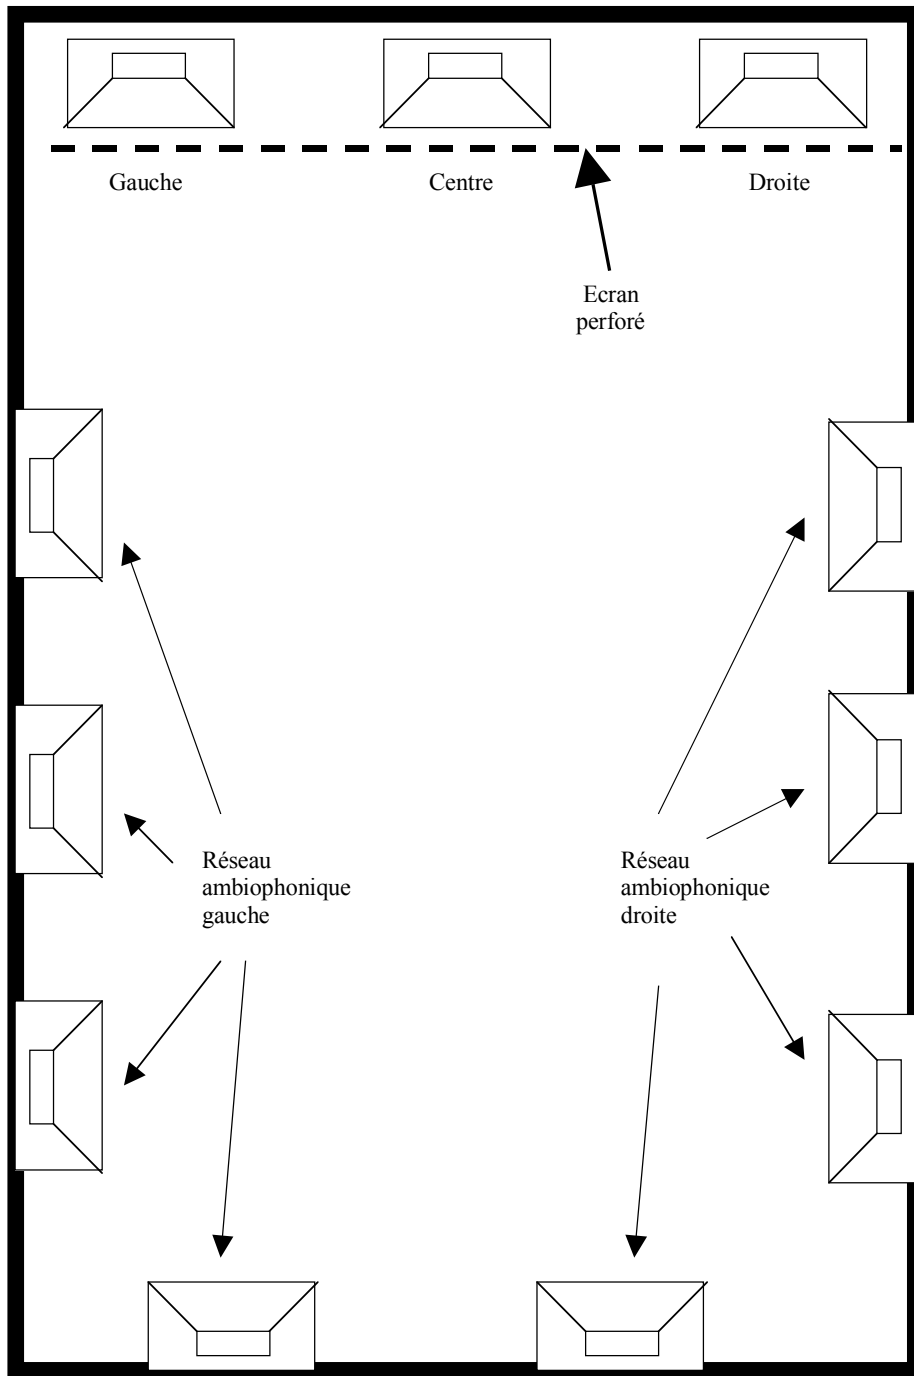 Gauche
Centre
Droite
Ecran
perforé
Réseau
ambiophonique
gauche
Réseau
ambiophonique
droite